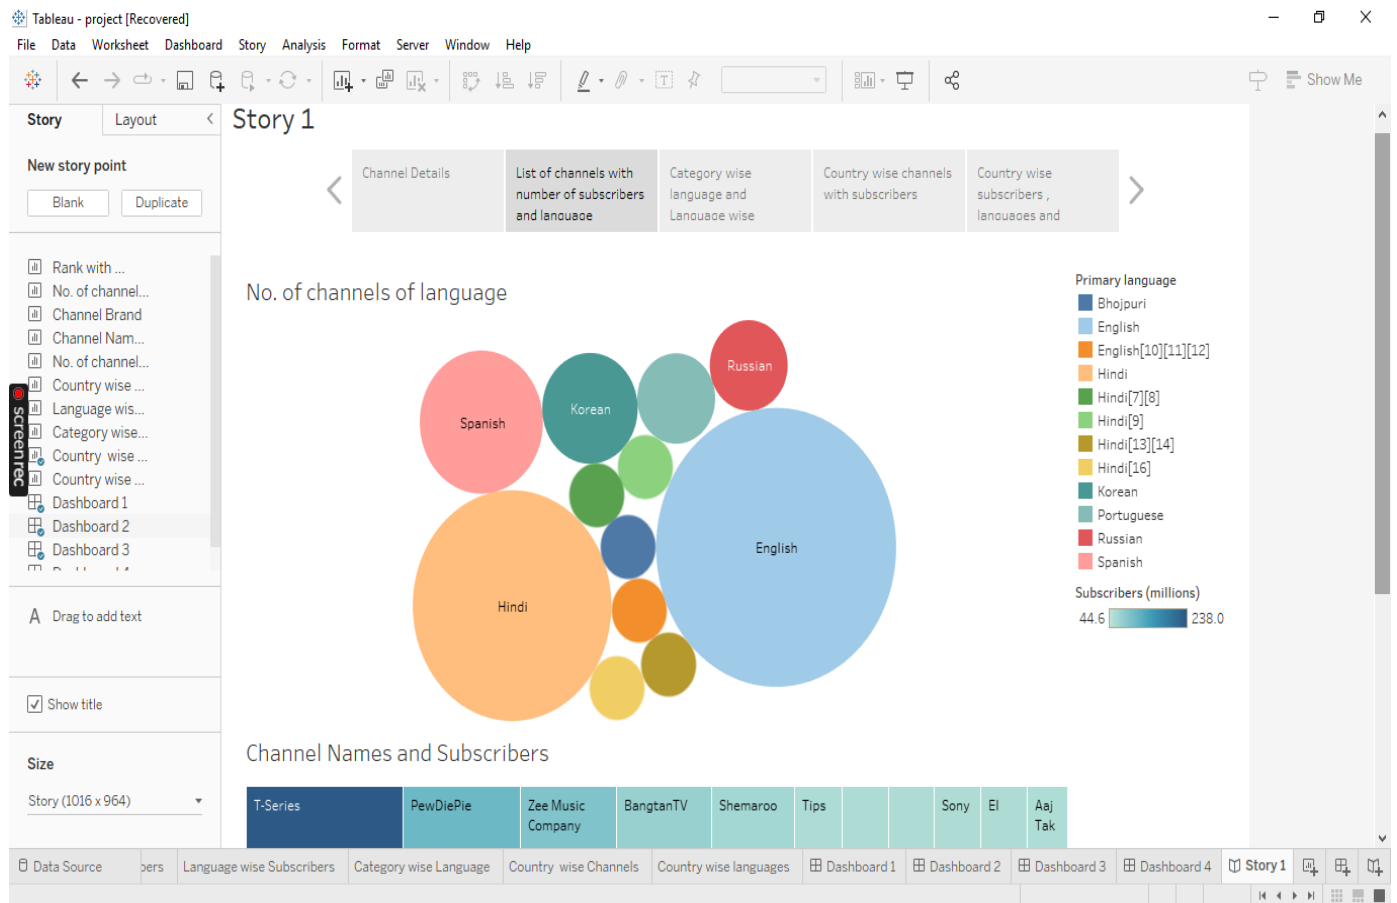 Tableau - project [Recovered]
File Data Worksheet Dashboard Story Analysis Format Server Window Help
Show Me
Story Layout
Story 1
New story point
Blank Duplicate
Channel Details
List of channels with
number of subscribers
and language
Category wise
language and
Language wise
Country wise channels
with subscribers
Country wise
subscribers ,
languages and
Rank with ...
No. of channel...
Channel Brand
Channel Nam...
No. of channel...
Country wise ...
Language wis...
Category wise...
Country wise ...
Country wise ...
Dashboard 1
Dashboard 2
Dashboard 3
screenrec
Drag to add text
Show title
Size
Story (1016 x 964)
No. of channels of language
Russian
Spanish
Korean
English
Hindi
Primary language
Bhojpuri
English
English[10][11][12]
Hindi
Hindi[7][8]
Hindi[9]
Hindi[13][14]
Hindi[16]
Korean
Portuguese
Russian
Spanish
Subscribers (millions)
44.6 238.0
Channel Names and Subscribers
T-Series
PewDiePie
Zee Music
Company
BangtanTV
Shemaroo
Tips
Sony
El
Aaj
Tak
Data Source bers Language wise Subscribers Category wise Language Country wise Channels Country wise languages Dashboard 1 Dashboard 2 Dashboard 3 Dashboard 4 Story 1